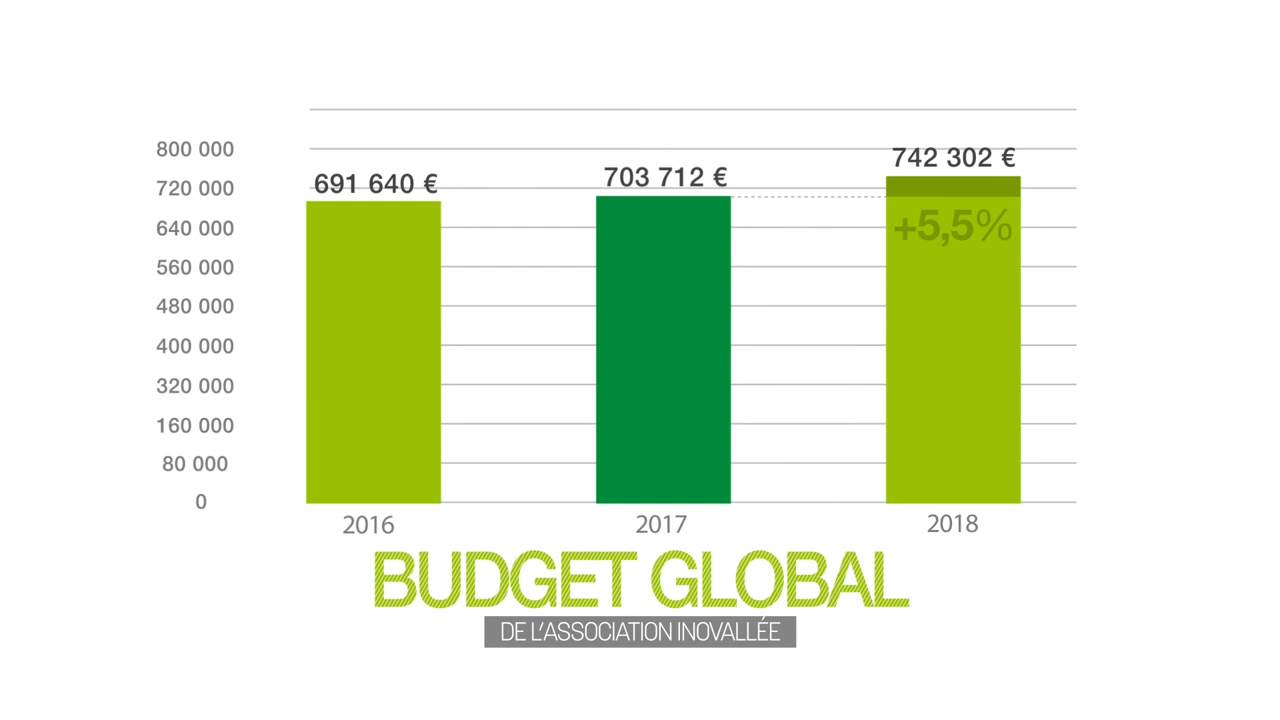 800 000
720 000
640 000
560 000
480 000
400 000
320 000
160 000
80 000
0
691 640 €
703 712 €
742 302 €
+5,5%
2016
2017
2018
BUDGET GLOBAL
DE L'ASSOCIATION INOVALLÉE